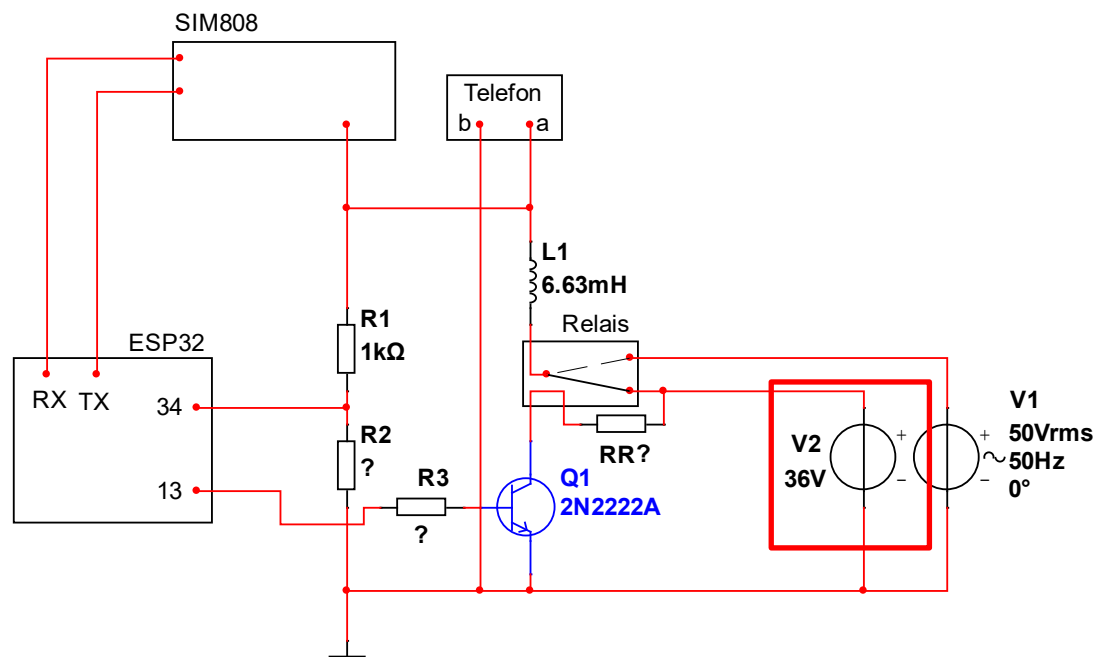 SIM808
Telefon
b a
L1
6.63mH
Relais
R1
1kΩ
ESP32
RX TX
34
R2
?
13
R3
?
RR?
Q1
2N2222A
V2
36V
+
−
V1
50Vrms
50Hz
0°
+
−